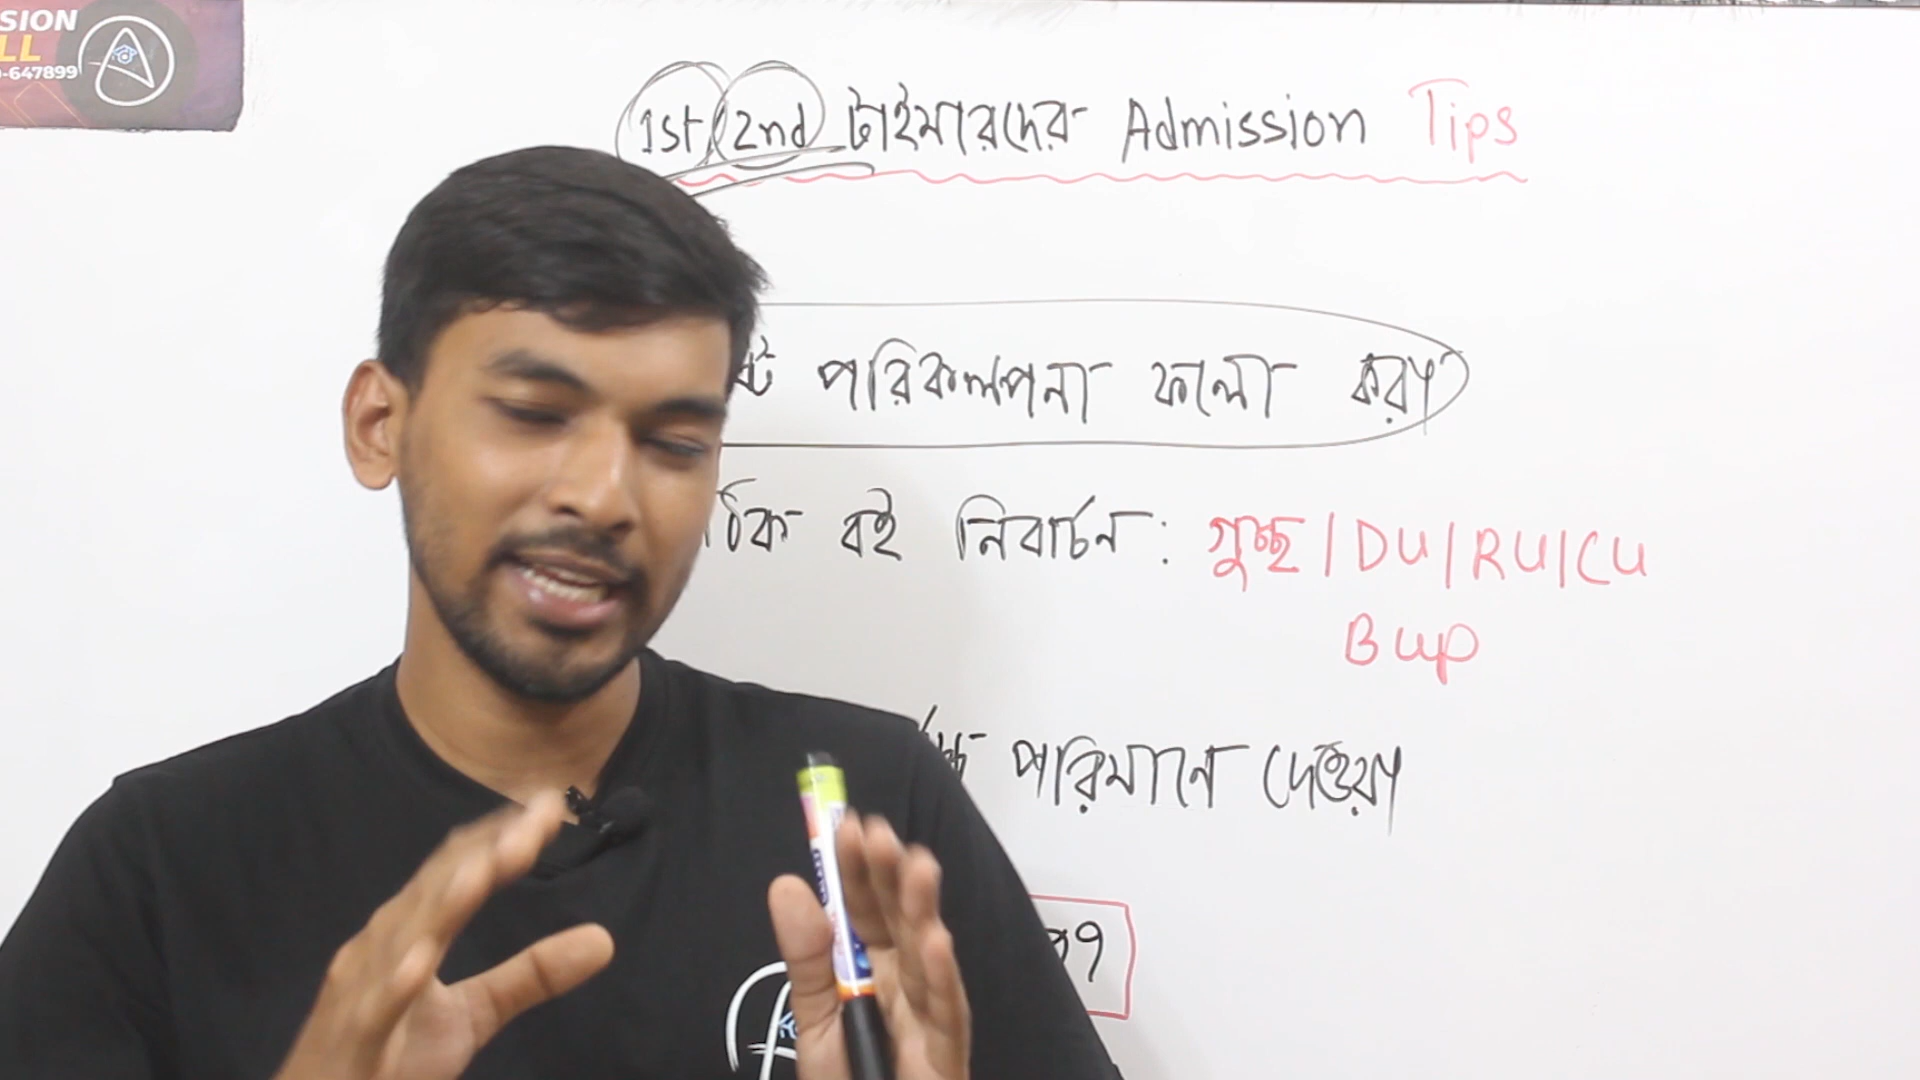 SION
LL
-647899
1st/2nd টাইমারদের Admission Tips
পরিকল্পনা ফলো করা
বই নির্বাচন: গুচ্ছ/DU/RU/CU
Bup
পরিমানে দেওয়া